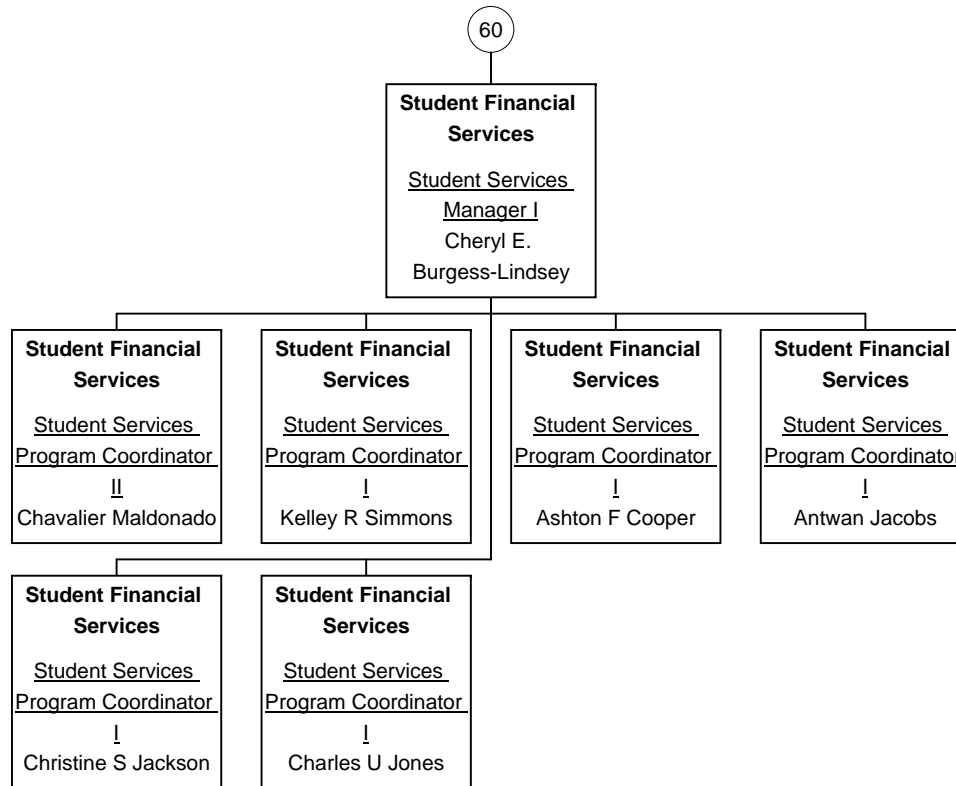 60
Student Financial
Services
Student Services
Manager I
Cheryl E.
Burgess-Lindsey
Student Financial
Services
Student Services
Program Coordinator
II
Chavalier Maldonado
Student Financial
Services
Student Services
Program Coordinator
I
Kelley R Simmons
Student Financial
Services
Student Services
Program Coordinator
I
Ashton F Cooper
Student Financial
Services
Student Services
Program Coordinator
I
Antwan Jacobs
Student Financial
Services
Student Services
Program Coordinator
I
Christine S Jackson
Student Financial
Services
Student Services
Program Coordinator
I
Charles U Jones